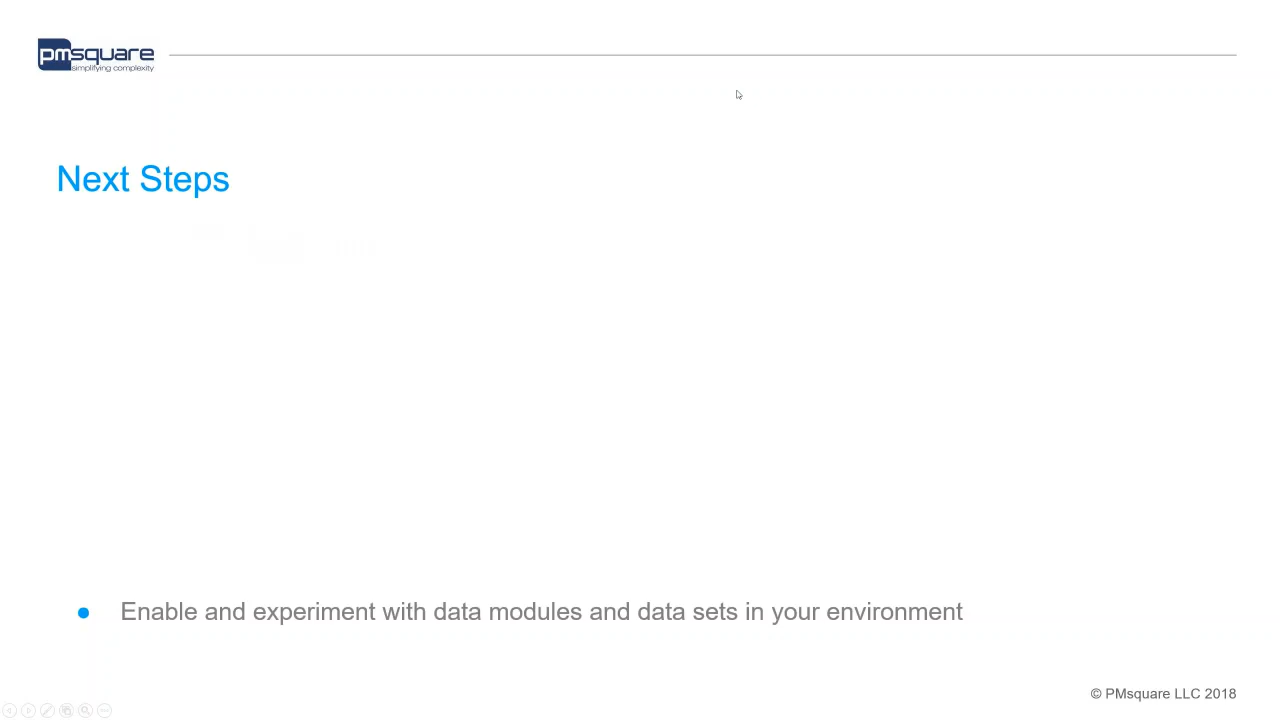 pmsquare
simplifying complexity
Next Steps
● Enable and experiment with data modules and data sets in your environment
© PMsquare LLC 2018